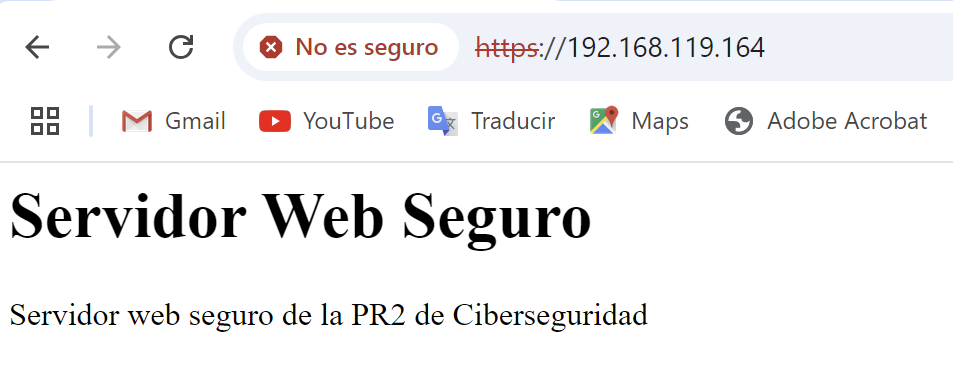 No es seguro https://192.168.119.164
Gmail YouTube Traducir Maps Adobe Acrobat
Servidor Web Seguro
Servidor web seguro de la PR2 de Ciberseguridad